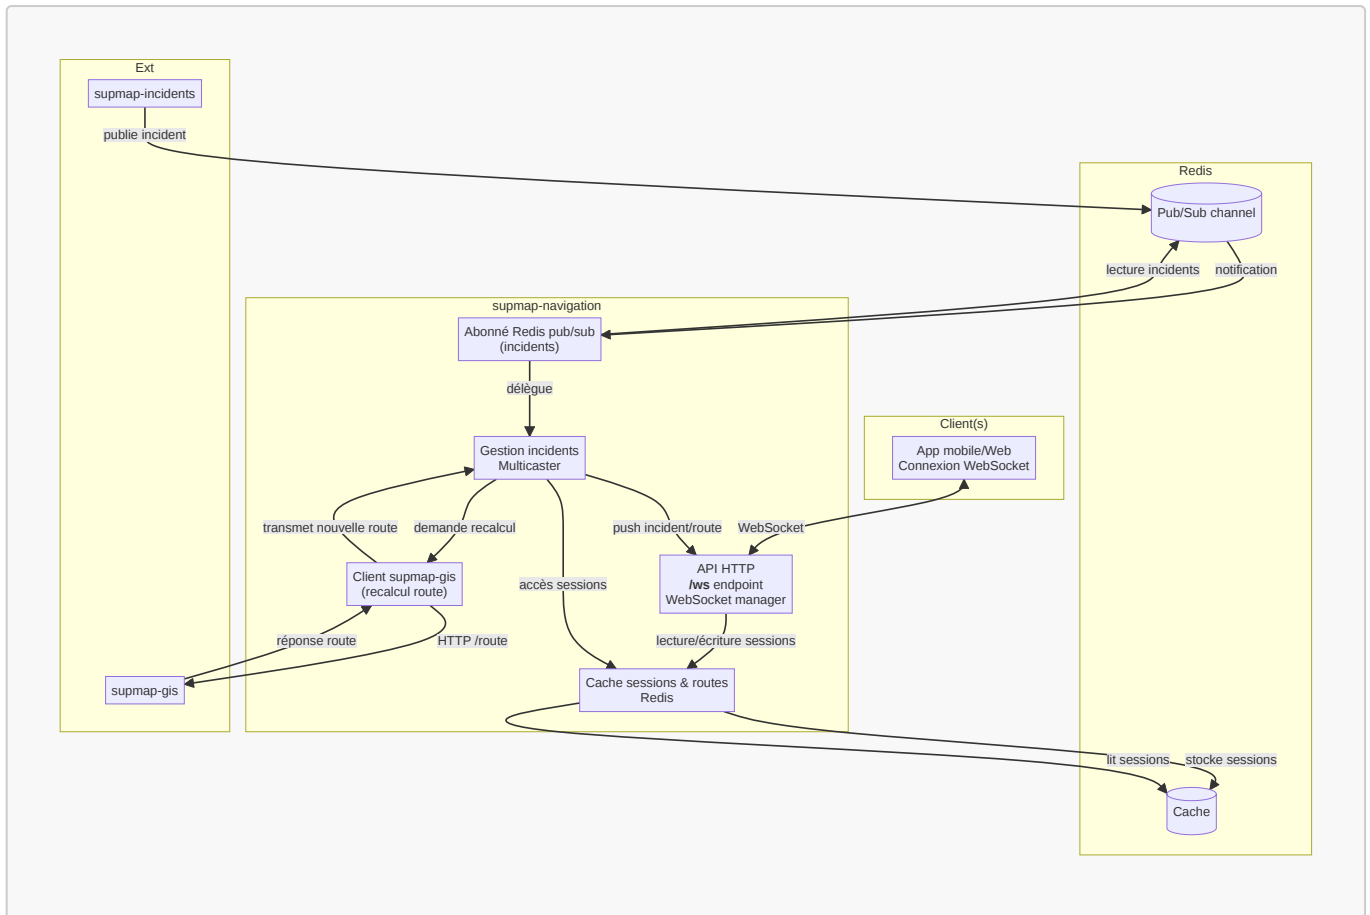 Ext
supmap-incidents
publie incident
Redis
Pub/Sub channel
lecture incidents
notification
supmap-navigation
Abonné Redis pub/sub
(incidents)
délègue
Client(s)
App mobile/Web
Connexion WebSocket
Gestion incidents
Multicaster
transmet nouvelle route
demande recalcul
push incident/route
WebSocket
Client supmap-gis
(recalcul route)
accès sessions
API HTTP
/ws endpoint
WebSocket manager
réponse route
HTTP /route
lecture/écriture sessions
supmap-gis
Cache sessions & routes
Redis
lit sessions
stocke sessions
Cache